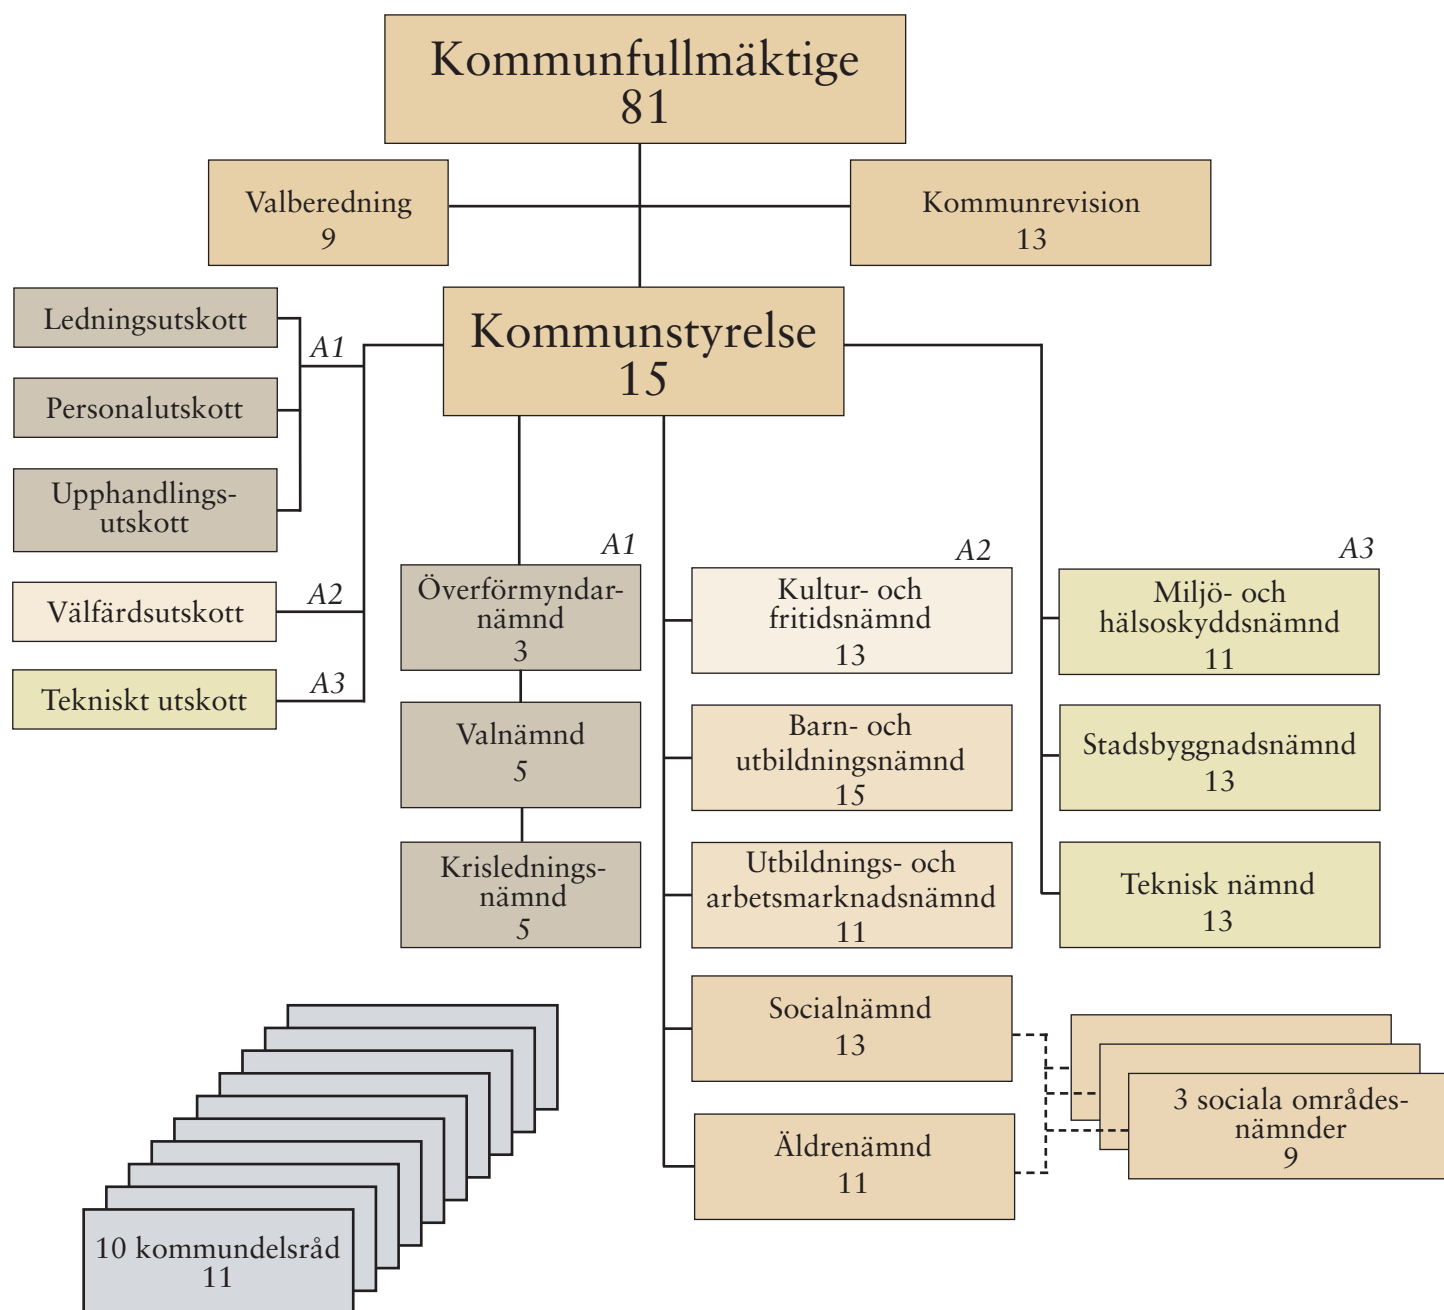 Kommunfullmäktige
81
Valberedning
9
Kommunrevision
13
Kommunstyrelse
15
Ledningsutskott
A1
Personalutskott
Upphandlings-
utskott
Välfärdsutskott
A2
Tekniskt utskott
A3
A1
Överförmyndar-
nämnd
3
Valnämnd
5
Krislednings-
nämnd
5
A2
Kultur- och
fritidsnämnd
13
Barn- och
utbildningsnämnd
15
Utbildnings- och
arbetsmarknadsnämnd
11
Socialnämnd
13
Äldrenämnd
11
A3
Miljö- och
hälsoskyddsnämnd
11
Stadsbyggnadsnämnd
13
Teknisk nämnd
13
3 sociala områdes-
nämnder
9
10 kommundelsråd
11